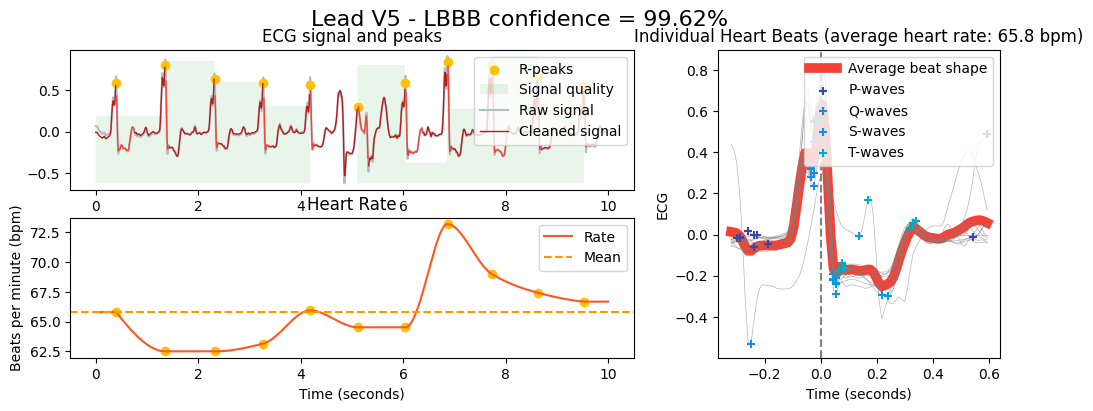 Lead V5 - LBBB confidence = 99.62%
ECG signal and peaks
R-peaks
Signal quality
Raw signal
Cleaned signal
0.5
0.0
−0.5
0 2 4 6 8 10
Heart Rate
Rate
Mean
Beats per minute (bpm)
72.5
70.0
67.5
65.0
62.5
0 2 4 6 8 10
Time (seconds)
Individual Heart Beats (average heart rate: 65.8 bpm)
Average beat shape
P-waves
Q-waves
S-waves
T-waves
ECG
0.8
0.6
0.4
0.2
0.0
−0.2
−0.4
−0.2 0.0 0.2 0.4 0.6
Time (seconds)